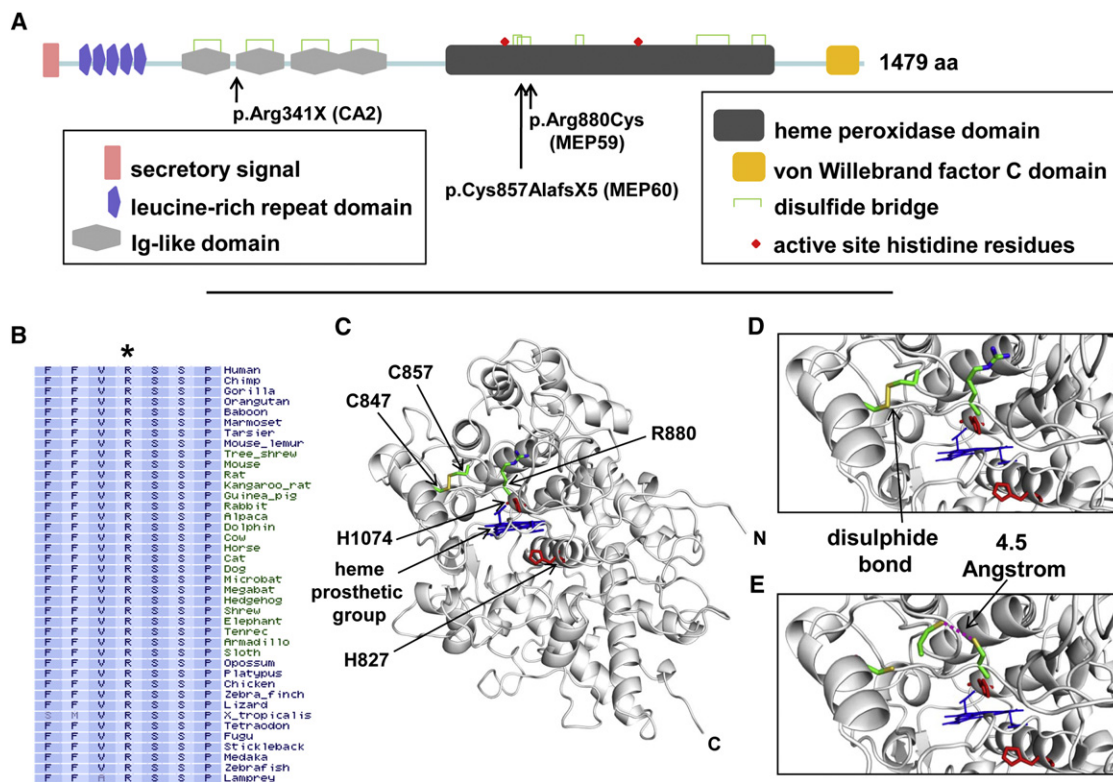 A
1479 aa
p.Arg341X (CA2)
p.Arg880Cys
(MEP59)
p.Cys857AlafsX5 (MEP60)
secretory signal
leucine-rich repeat domain
Ig-like domain
heme peroxidase domain
von Willebrand factor C domain
disulfide bridge
active site histidine residues
B
*
F F V R S S P Human
F F V R S S P Chimp
F F V R S S P Gorilla
F F V R S S P Orangutan
F F V R S S P Baboon
F F V R S S P Marmoset
F F V R S S P Tarsier
F F V R S S P Mouse_lemur
F F V R S S P Tree_shrew
F F V R S S P Mouse
F F V R S S P Rat
F F V R S S P Kangaroo_rat
F F V R S S P Guinea_pig
F F V R S S P Rabbit
F F V R S S P Alpaca
F F V R S S P Dolphin
F F V R S S P Cow
F F V R S S P Horse
F F V R S S P Cat
F F V R S S P Dog
F F V R S S P Microbat
F F V R S S P Megabat
F F V R S S P Hedgehog
F F V R S S P Shrew
F F V R S S P Elephant
F F V R S S P Tenrec
F F V R S S P Armadillo
F F V R S S P Sloth
F F V R S S P Opossum
F F V R S S P Platypus
F F V R S S P Chicken
F F V R S S P Zebra_finch
F F V R S S P Lizard
S M V R S S P X_tropicalis
F F V R S S P Tetraodon
F F V R S S P Fugu
F F V R S S P Stickleback
F F V R S S P Medaka
F F V R S S P Zebrafish
F F A R S S P Lamprey
C
C857
C847
R880
H1074
heme
prosthetic
group
H827
N
C
D
disulphide
bond
4.5
Angstrom
E